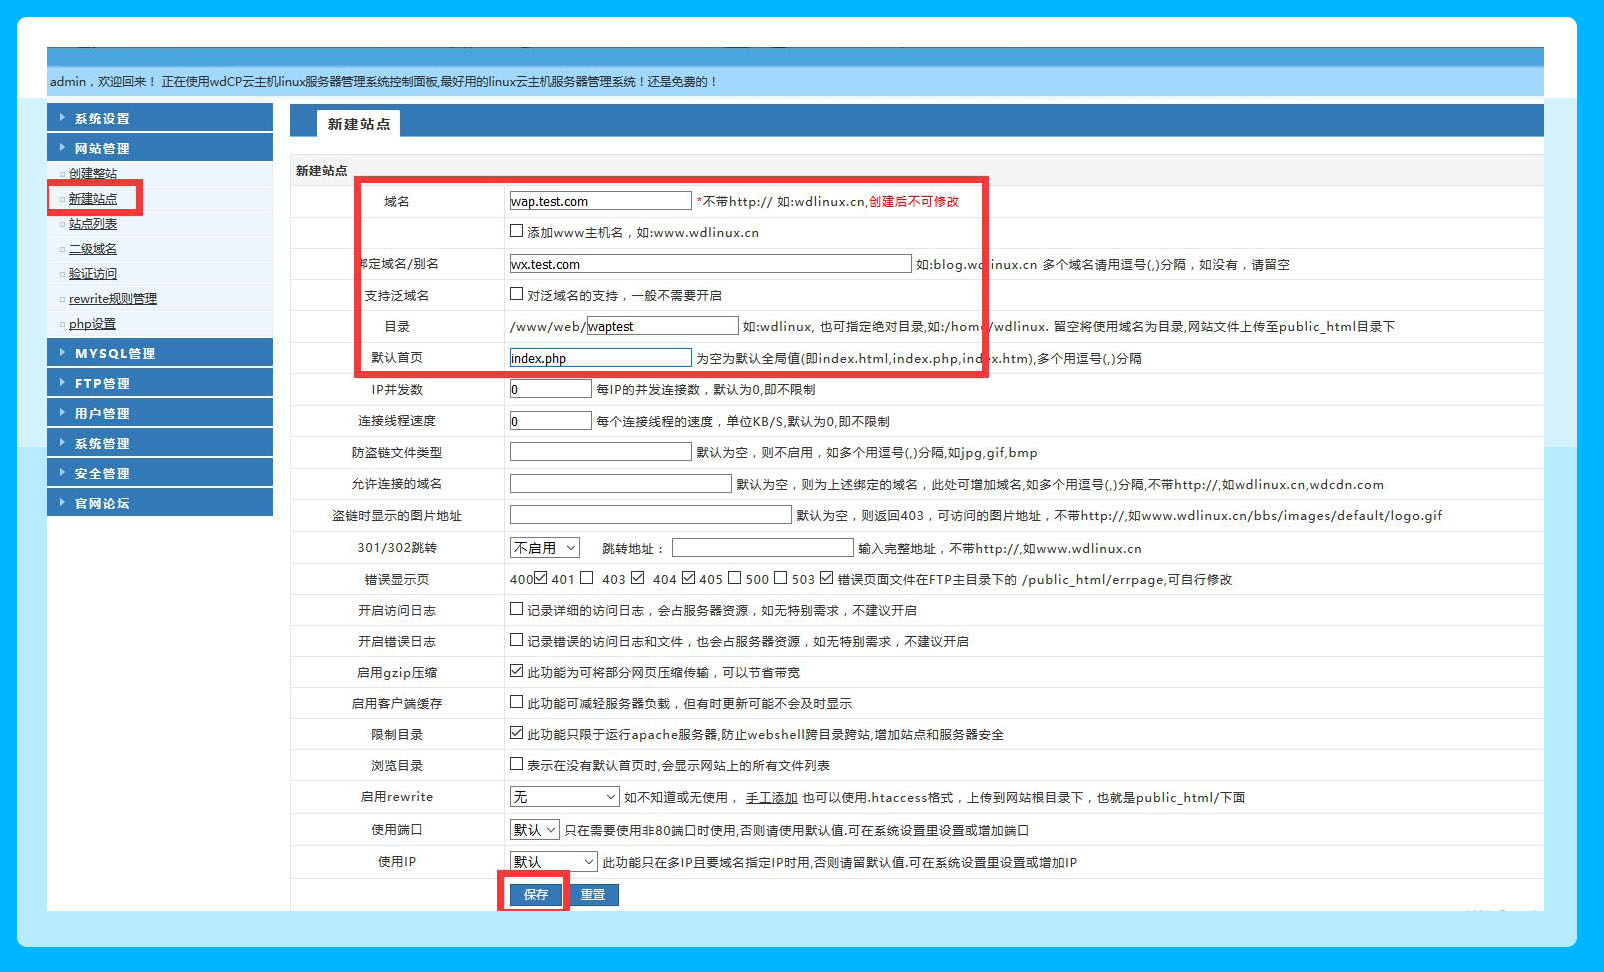 admin，欢迎回来！ 正在使用wdCP云主机linux服务器管理系统控制面板,最好用的linux云主机服务器管理系统！还是免费的！
系统设置
网站管理
创建整站
新建站点
站点列表
二级域名
验证访问
rewrite规则管理
php设置
MYSQL管理
FTP管理
用户管理
系统管理
安全管理
官网论坛
新建站点
新建站点
域名 wap.test.com *不带http:// 如:wdlinux.cn,创建后不可修改
添加www主机名，如:www.wdlinux.cn
绑定域名/别名 wx.test.com 如:blog.wdlinux.cn 多个域名请用逗号(,)分隔，如没有，请留空
支持泛域名 对泛域名的支持，一般不需要开启
目录 /www/web/waptest 如:wdlinux, 也可指定绝对目录,如:/home/wdlinux. 留空将使用域名为目录,网站文件上传至public_html目录下
默认首页 index.php 为空为默认全局值(即index.html,index.php,index.htm),多个用逗号(,)分隔
IP并发数 0 每IP的并发连接数，默认为0,即不限制
连接线程速度 0 每个连接线程的速度，单位KB/S,默认为0,即不限制
防盗链文件类型 默认为空，则不启用，如多个用逗号(,)分隔,如jpg,gif,bmp
允许连接的域名 默认为空，则为上述绑定的域名，此处可增加域名,如多个用逗号(,)分隔,不带http://,如wdlinux.cn,wdcdn.com
盗链时显示的图片地址 默认为空，则返回403，可访问的图片地址，不带http://,如www.wdlinux.cn/bbs/images/default/logo.gif
301/302跳转 不启用 跳转地址： 输入完整地址，不带http://,如www.wdlinux.cn
错误显示页 400 401 403 404 405 500 503 错误页面文件在FTP主目录下的 /public_html/errpage,可自行修改
开启访问日志 记录详细的访问日志，会占服务器资源，如无特别需求，不建议开启
开启错误日志 记录错误的访问日志和文件，也会占服务器资源，如无特别需求，不建议开启
启用gzip压缩 此功能为可将部分网页压缩传输，可以节省带宽
启用客户端缓存 此功能可减轻服务器负载，但有时更新可能不会及时显示
限制目录 此功能只限于运行apache服务器,防止webshell跨目录跨站,增加站点和服务器安全
浏览目录 表示在没有默认首页时,会显示网站上的所有文件列表
启用rewrite 无 如不知道或无使用， 手工添加 也可以使用.htaccess格式，上传到网站根目录下，也就是public_html/下面
使用端口 默认 只在需要使用非80端口时使用,否则请使用默认值.可在系统设置里设置或增加端口
使用IP 默认 此功能只在多IP且要域名指定IP时用,否则请留默认值.可在系统设置里设置或增加IP
保存 重置